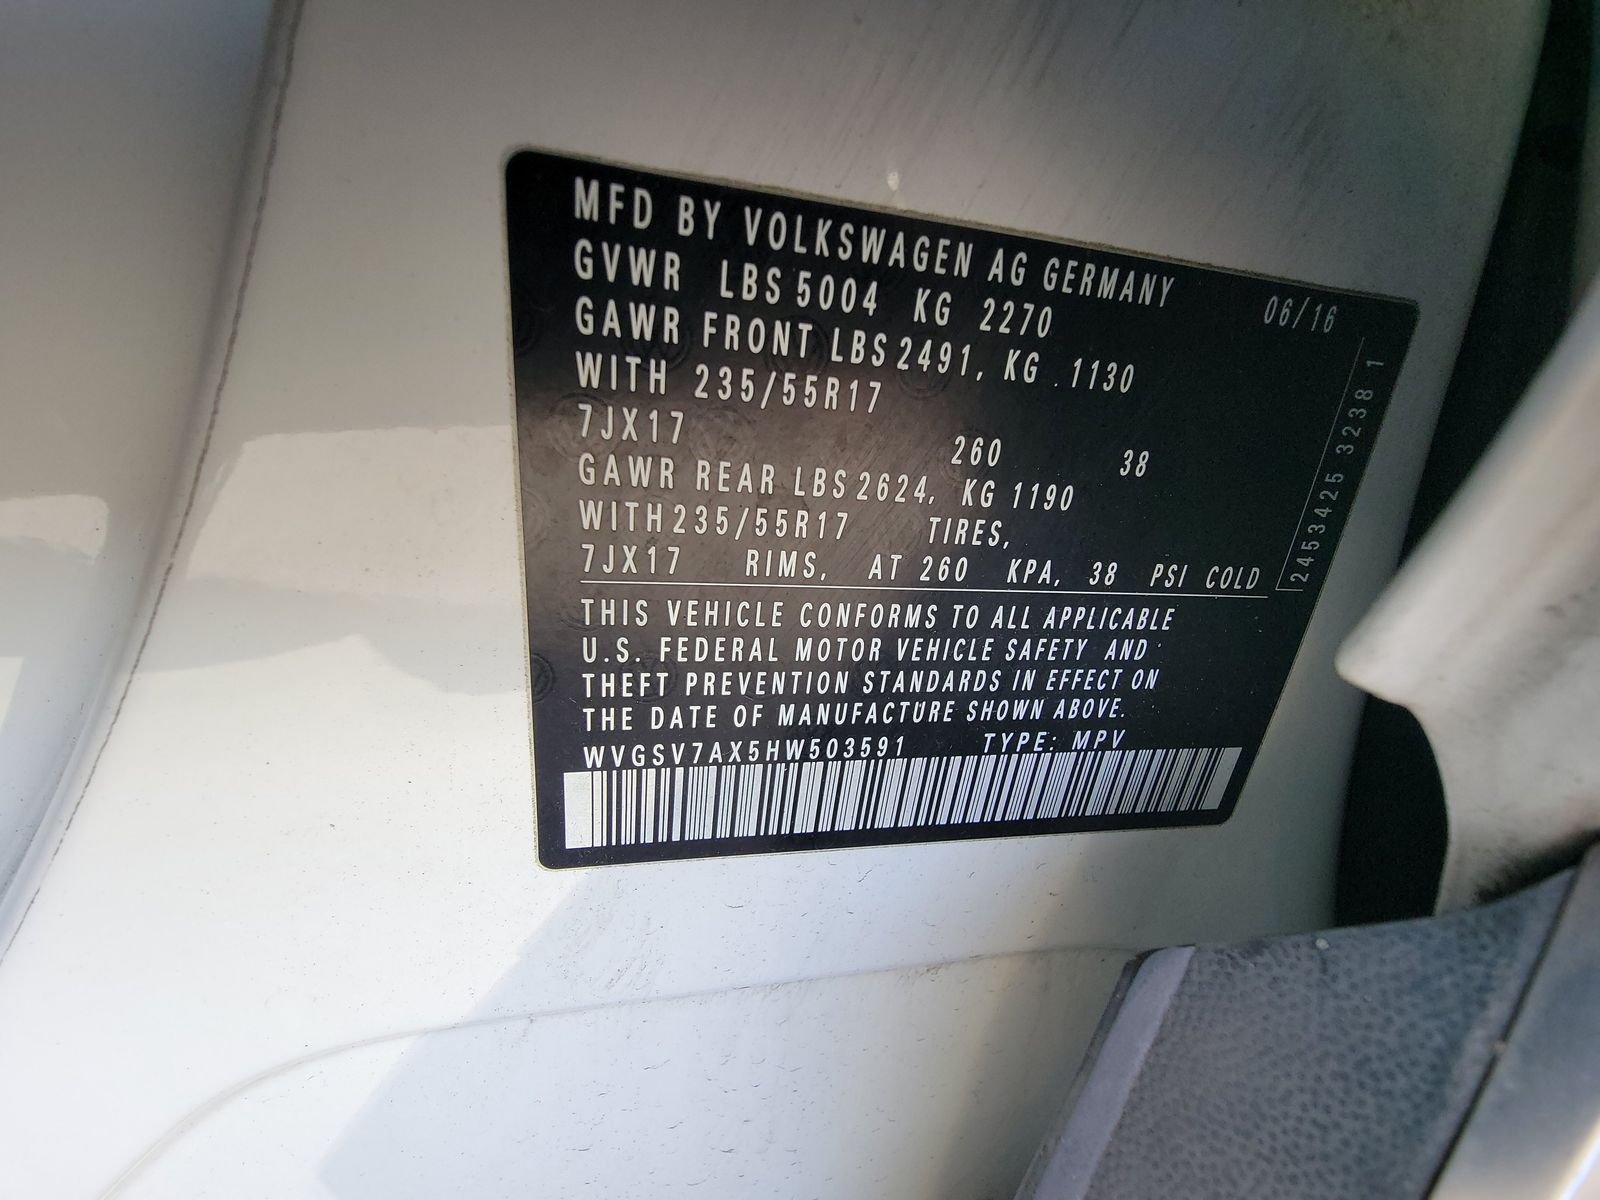 MFD BY VOLKSWAGEN AG GERMANY
06/16
GVWR LBS 5004 KG 2270
GAWR FRONT LBS 2491, KG . 1130
WITH 235/55R17
7JX17 260 38
GAWR REAR LBS 2624, KG 1190
WITH 235/55R17 TIRES,
7JX17 RIMS, AT 260 KPA, 38 PSI COLD
THIS VEHICLE CONFORMS TO ALL APPLICABLE
U.S. FEDERAL MOTOR VEHICLE SAFETY AND
THEFT PREVENTION STANDARDS IN EFFECT ON
THE DATE OF MANUFACTURE SHOWN ABOVE.
WVGSV7AX5HW503591 TYPE: MPV
2453425 3238 1